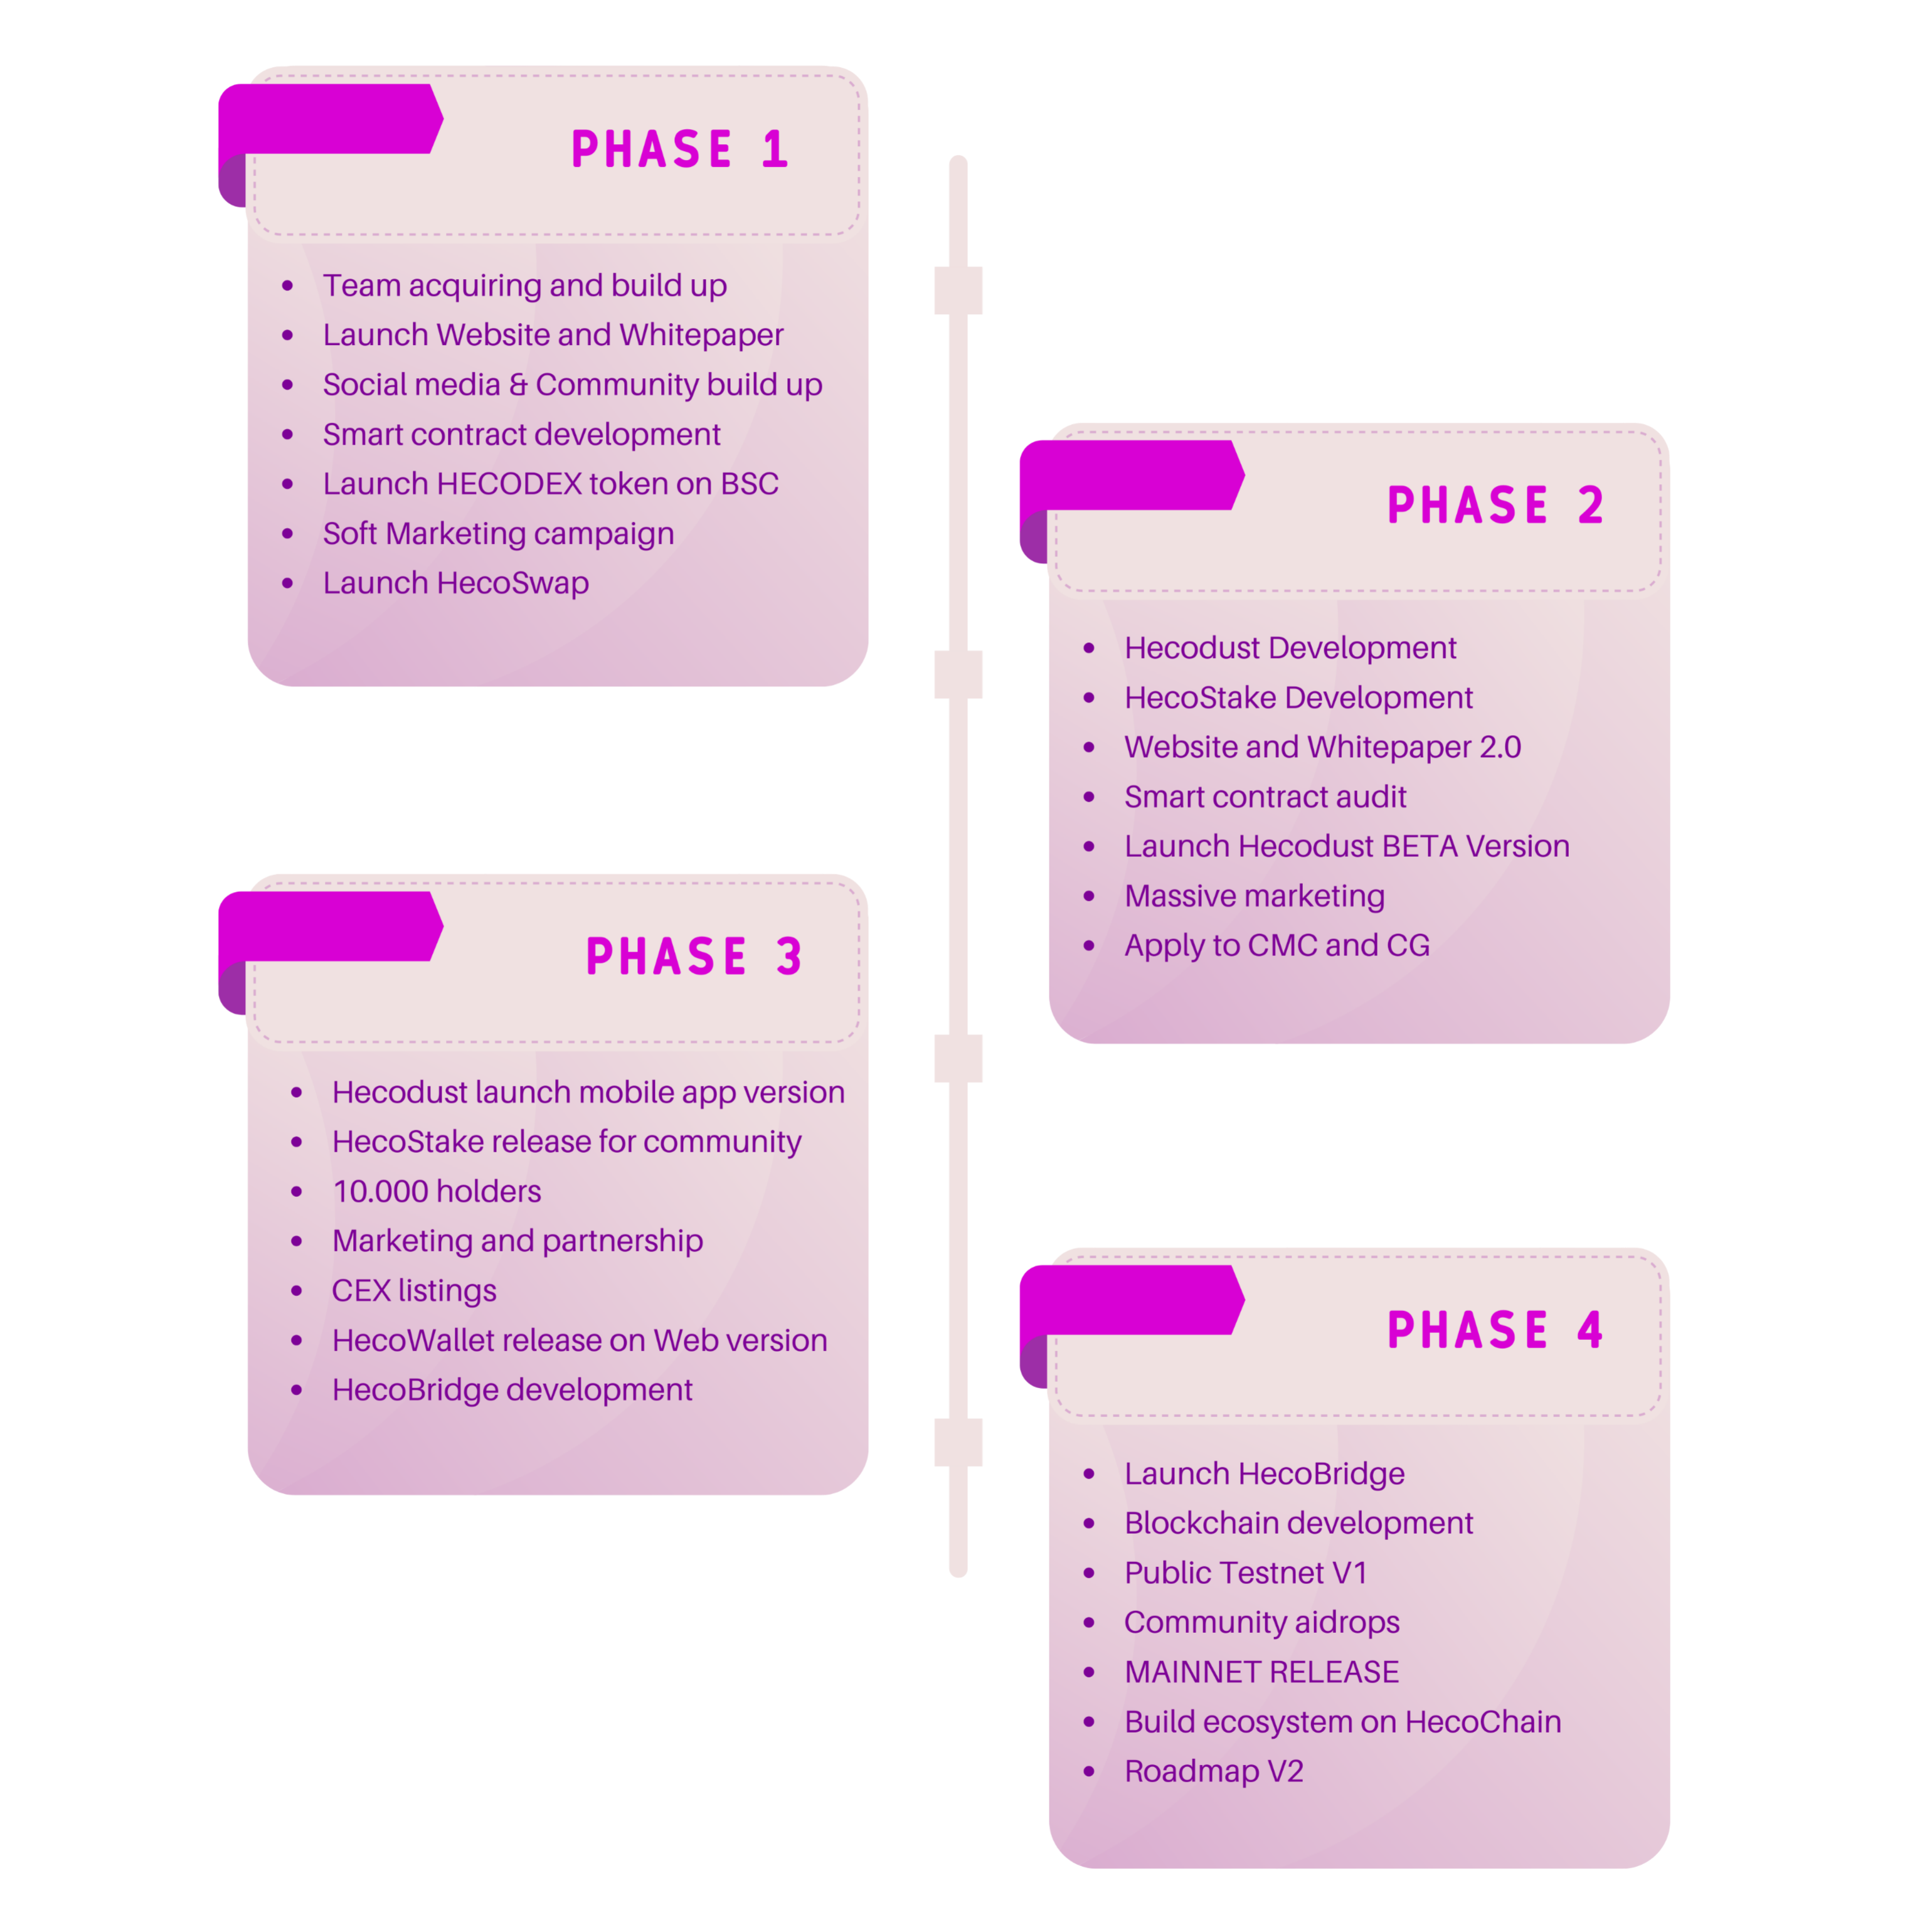 PHASE 1
• Team acquiring and build up
• Launch Website and Whitepaper
• Social media & Community build up
• Smart contract development
• Launch HECODEX token on BSC
• Soft Marketing campaign
• Launch HecoSwap
PHASE 2
• Hecodust Development
• HecoStake Development
• Website and Whitepaper 2.0
• Smart contract audit
• Launch Hecodust BETA Version
• Massive marketing
• Apply to CMC and CG
PHASE 3
• Hecodust launch mobile app version
• HecoStake release for community
• 10.000 holders
• Marketing and partnership
• CEX listings
• HecoWallet release on Web version
• HecoBridge development
PHASE 4
• Launch HecoBridge
• Blockchain development
• Public Testnet V1
• Community aidrops
• MAINNET RELEASE
• Build ecosystem on HecoChain
• Roadmap V2